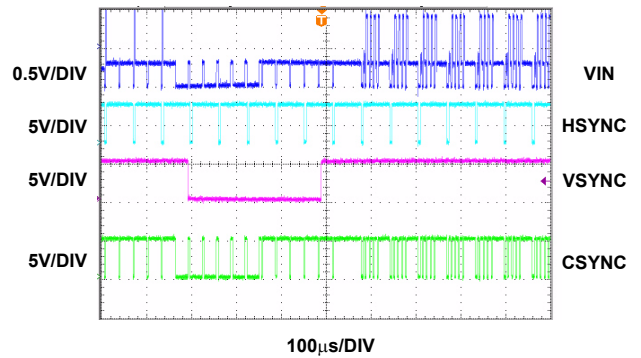 T
0.5V/DIV VIN
5V/DIV HSYNC
5V/DIV VSYNC
5V/DIV CSYNC
100μs/DIV